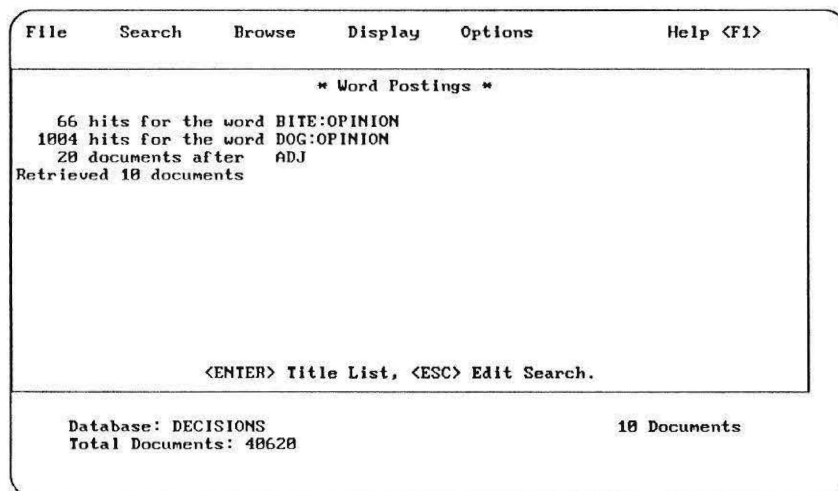 File Search Browse Display Options Help <F1>
* Word Postings *
66 hits for the word BITE:OPINION
1004 hits for the word DOG:OPINION
20 documents after ADJ
Retrieved 10 documents
<ENTER> Title List, <ESC> Edit Search.
Database: DECISIONS 10 Documents
Total Documents: 40620